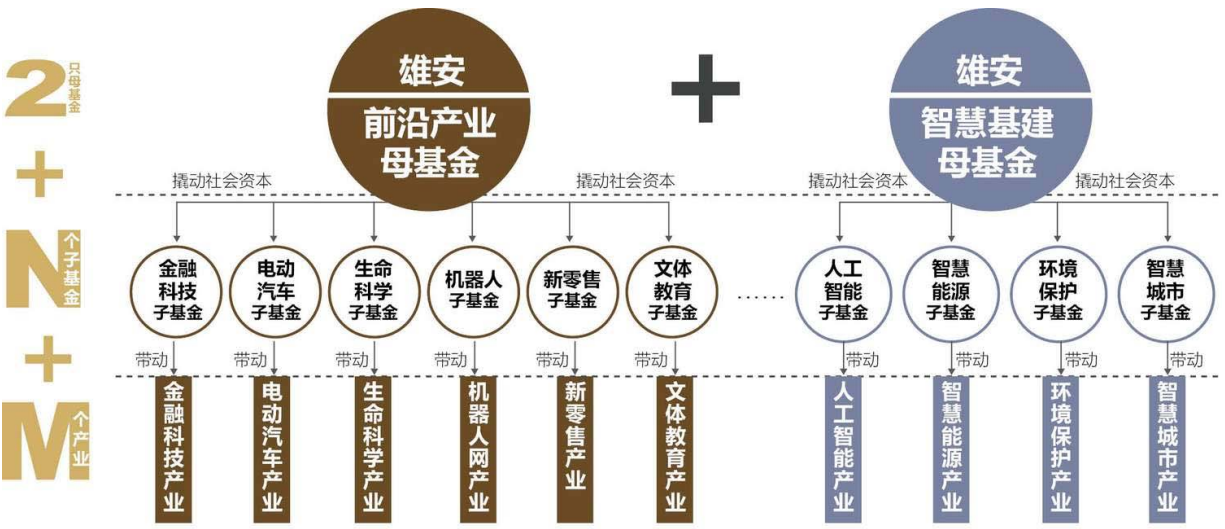 2
只母基金
雄安
前沿产业
母基金
+
雄安
智慧基建
母基金
+
撬动社会资本
撬动社会资本
撬动社会资本
撬动社会资本
N
个子基金
金融
科技
子基金
电动
汽车
子基金
生命
科学
子基金
机器人
子基金
新零售
子基金
文体
教育
子基金
......
人工
智能
子基金
智慧
能源
子基金
环境
保护
子基金
智慧
城市
子基金
+
带动
带动
带动
带动
带动
带动
带动
带动
带动
带动
M
个产业
金融科技产业
电动汽车产业
生命科学产业
机器人网产业
新零售产业
文体教育产业
人工智能产业
智慧能源产业
环境保护产业
智慧城市产业